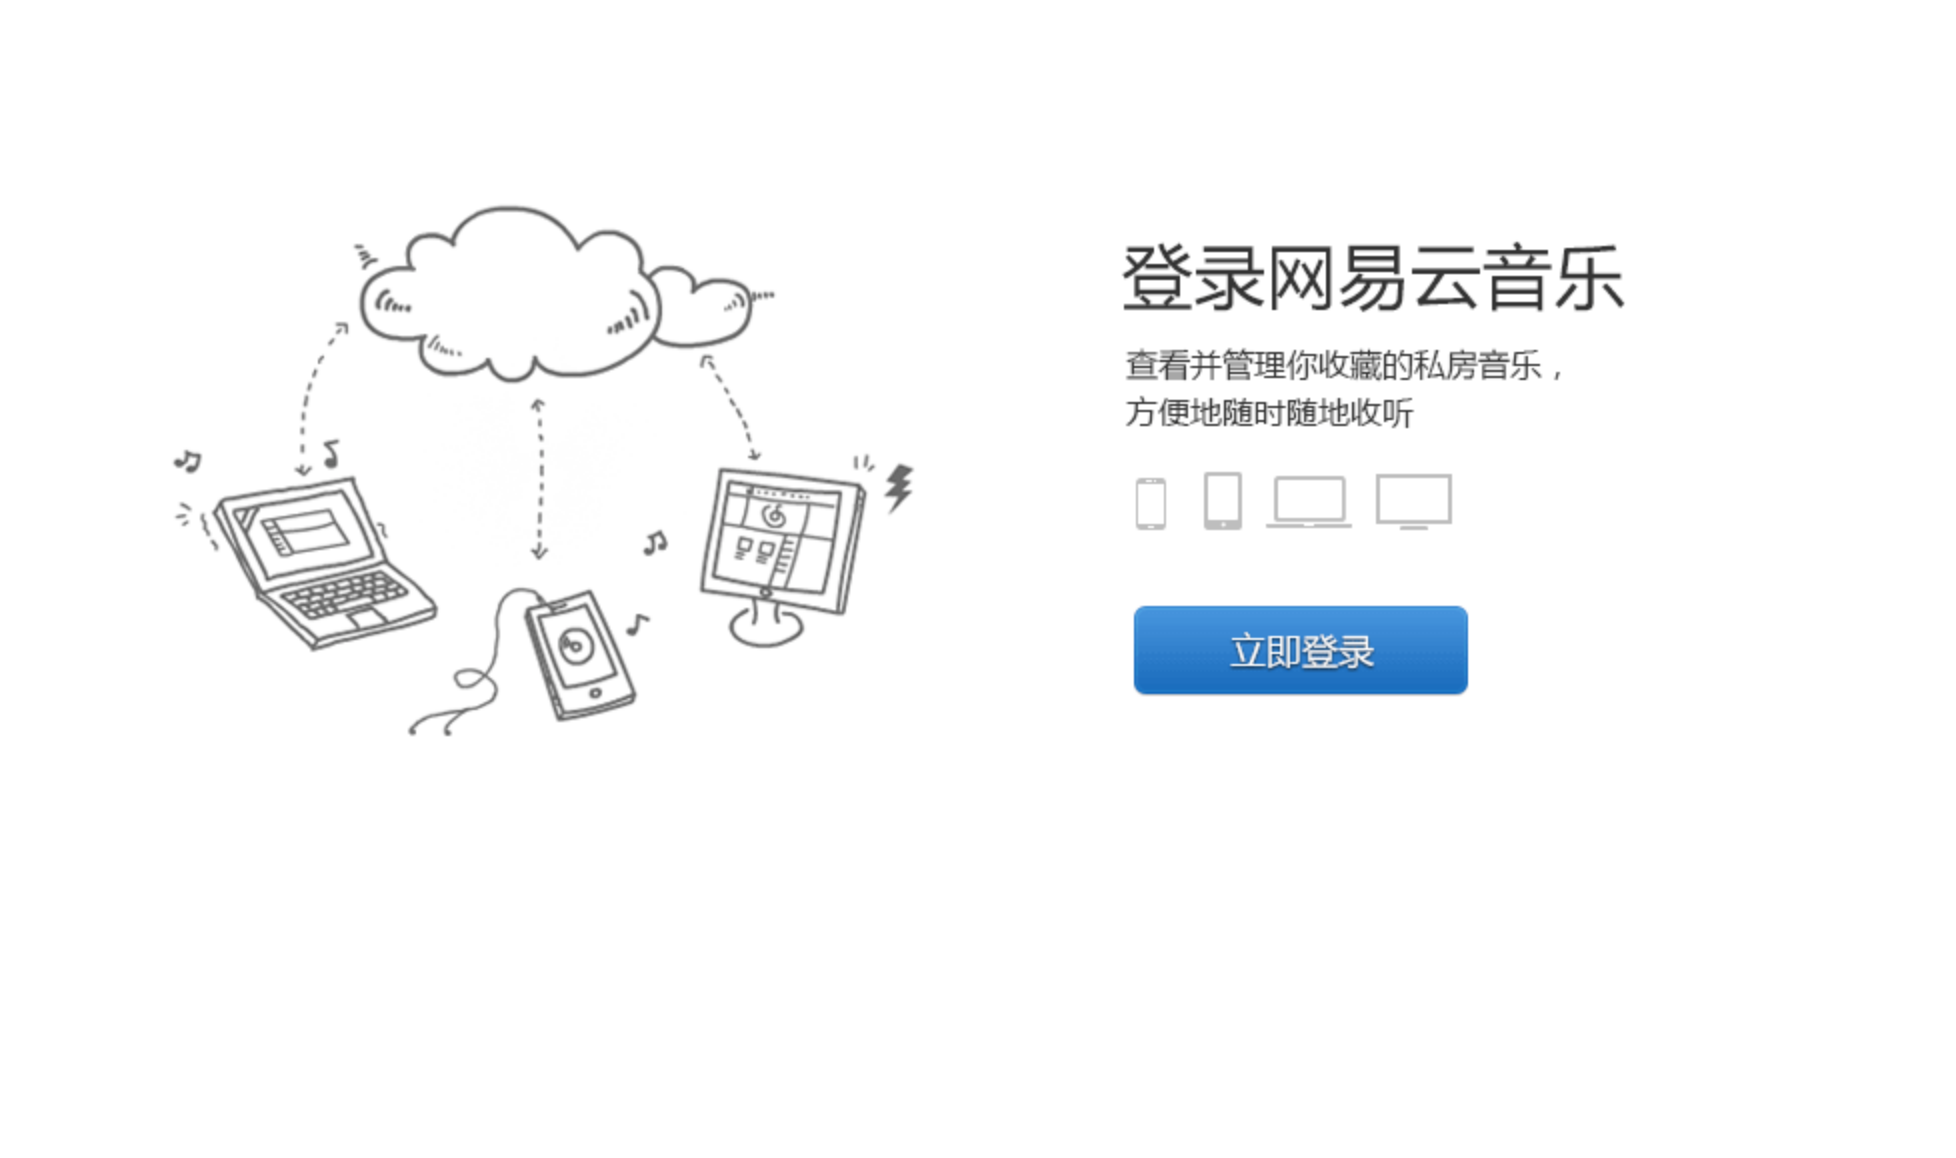 登录网易云音乐
查看并管理你收藏的私房音乐，
方便地随时随地收听
立即登录